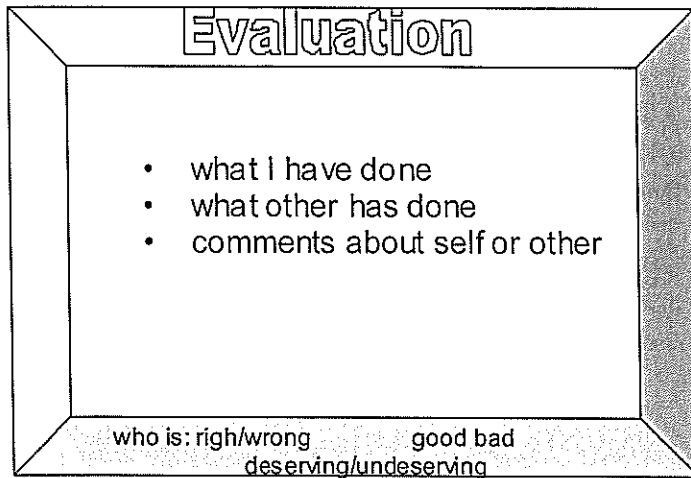 Evaluation
• what I have done
• what other has done
• comments about self or other
who is: righ/wrong good bad
deserving/undeserving